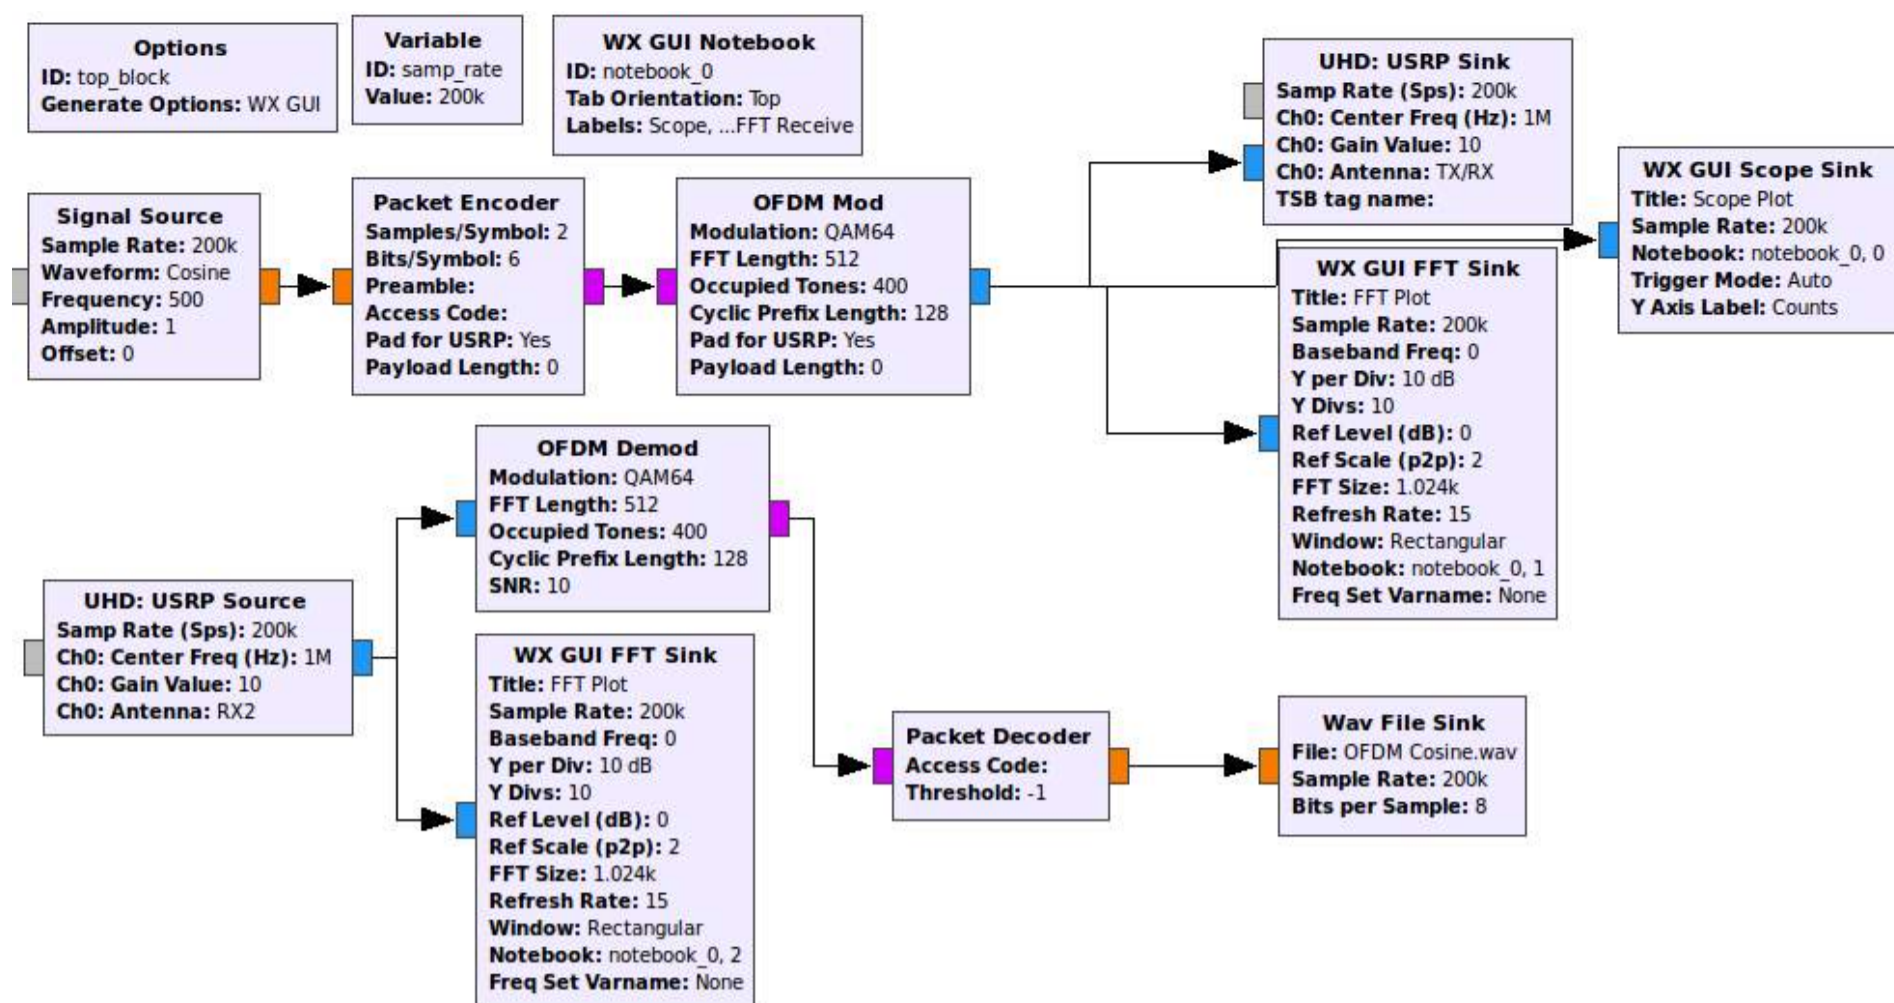 Options
ID: top_block
Generate Options: WX GUI
Variable
ID: samp_rate
Value: 200k
WX GUI Notebook
ID: notebook_0
Tab Orientation: Top
Labels: Scope, ...FFT Receive
UHD: USRP Sink
Samp Rate (Sps): 200k
Ch0: Center Freq (Hz): 1M
Ch0: Gain Value: 10
Ch0: Antenna: TX/RX
TSB tag name:
WX GUI Scope Sink
Title: Scope Plot
Sample Rate: 200k
Notebook: notebook_0, 0
Trigger Mode: Auto
Y Axis Label: Counts
Signal Source
Sample Rate: 200k
Waveform: Cosine
Frequency: 500
Amplitude: 1
Offset: 0
Packet Encoder
Samples/Symbol: 2
Bits/Symbol: 6
Preamble:
Access Code:
Pad for USRP: Yes
Payload Length: 0
OFDM Mod
Modulation: QAM64
FFT Length: 512
Occupied Tones: 400
Cyclic Prefix Length: 128
Pad for USRP: Yes
Payload Length: 0
WX GUI FFT Sink
Title: FFT Plot
Sample Rate: 200k
Baseband Freq: 0
Y per Div: 10 dB
Y Divs: 10
Ref Level (dB): 0
Ref Scale (p2p): 2
FFT Size: 1.024k
Refresh Rate: 15
Window: Rectangular
Notebook: notebook_0, 1
Freq Set Varname: None
OFDM Demod
Modulation: QAM64
FFT Length: 512
Occupied Tones: 400
Cyclic Prefix Length: 128
SNR: 10
UHD: USRP Source
Samp Rate (Sps): 200k
Ch0: Center Freq (Hz): 1M
Ch0: Gain Value: 10
Ch0: Antenna: RX2
WX GUI FFT Sink
Title: FFT Plot
Sample Rate: 200k
Baseband Freq: 0
Y per Div: 10 dB
Y Divs: 10
Ref Level (dB): 0
Ref Scale (p2p): 2
FFT Size: 1.024k
Refresh Rate: 15
Window: Rectangular
Notebook: notebook_0, 2
Freq Set Varname: None
Packet Decoder
Access Code:
Threshold: -1
Wav File Sink
File: OFDM Cosine.wav
Sample Rate: 200k
Bits per Sample: 8